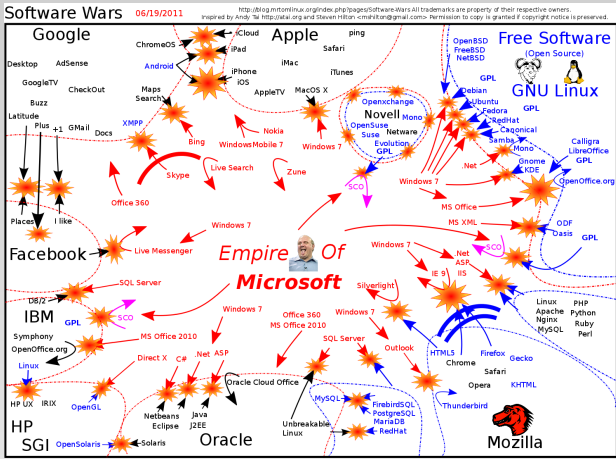 Software Wars 06/19/2011
http://blog.mtomlinux.org/index.php?pages/Software-Wars All trademarks are property of their respective owners.
Inspired by Andy Tai http://atai.org and Steven Hilton <cmihilton@gmail.com> Permission to copy is granted if copyright notice is preserved.
Google
iCloud
ChromeOS
iPad
Android
iPhone
iOS
Desktop
AdSense
GoogleTV
CheckOut
Buzz
Latitude
Plus
+1
GMail
Docs
Maps
Search
XMPP
Places
I like
Apple
ping
Safari
iMac
iTunes
AppleTV
MacOS X
Windows 7
Nokia
WindowsMobile 7
Bing
Skype
Live Search
Zune
Office 360
Openxchange
Novell
Mono
OpenSuse
Suse
Netware
Evolution
GPL
SCO
Free Software
(Open Source)
GNU Linux
OpenBSD
FreeBSD
NetBSD
GPL
Debian
Ubuntu
GPL
Fedora
RedHat
Canonical
Samba
Mono
.Net
Gnome
KDE
Calligra
LibreOffice
GPL
OpenOffice.org
Windows 7
MS Office
MS XML
ODF
Oasis
SCO
GPL
Facebook
Live Messenger
Windows 7
Empire Of
Microsoft
Windows 7
.Net
ASP
IE 9
IIS
Silverlight
SQL Server
DB/2
IBM
GPL
SCO
Symphony
OpenOffice.org
MS Office 2010
Windows 7
Office 360
MS Office 2010
Windows 7
SQL Server
Outlook
Linux
Apache
Nginx
MySQL
PHP
Python
Ruby
Perl
HTML5
Chrome
Firefox
Gecko
Safari
Opera
KHTML
Thunderbird
Mozilla
Linux
HP UX
IRIX
HP
SGI
Direct X
C#
.Net
ASP
OpenGL
OpenSolaris
Solaris
Netbeans
Eclipse
Java
J2EE
Oracle
Oracle Cloud Office
Unbreakable
Linux
MySQL
FirebirdSQL
PostgreSQL
MariaDB
RedHat